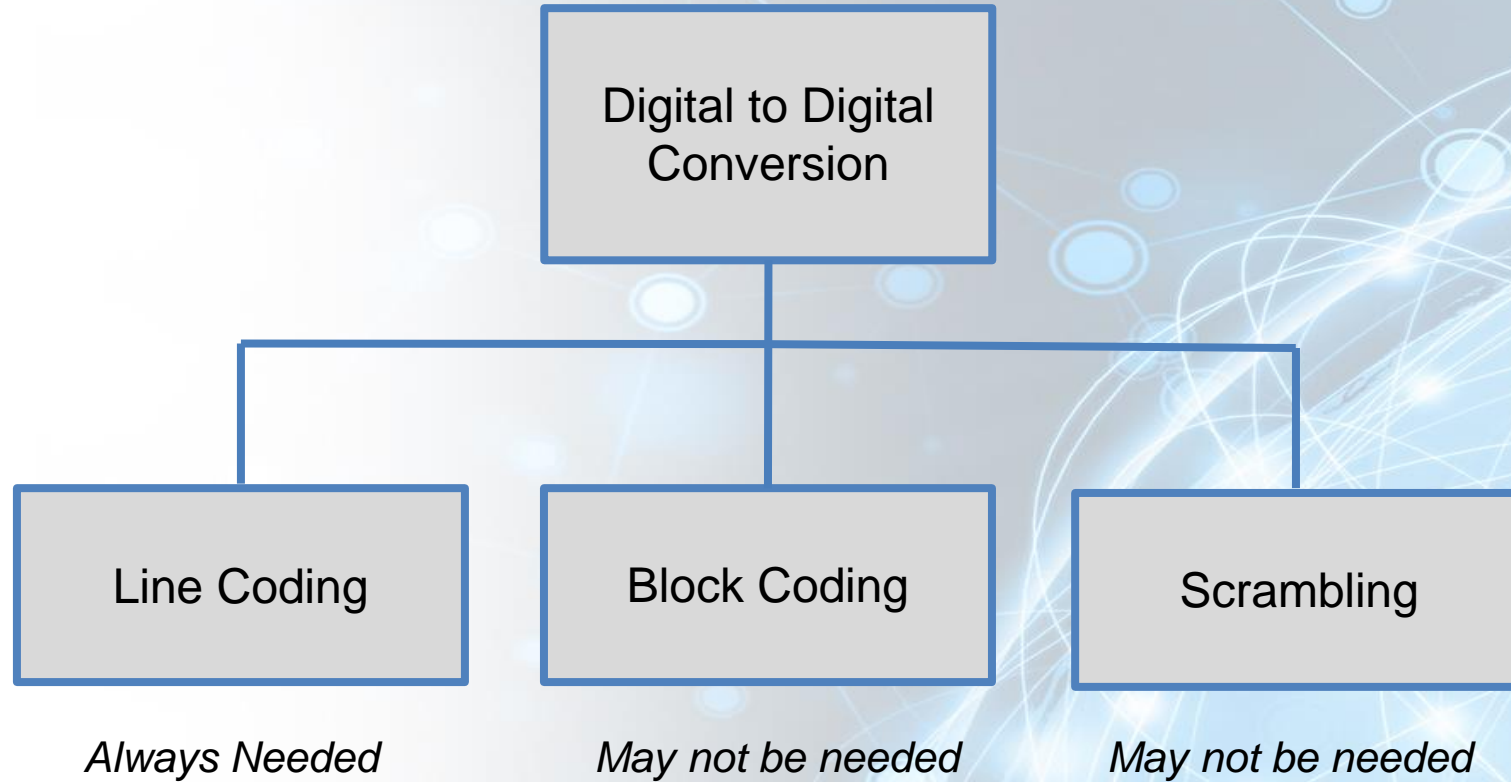 Digital to Digital
Conversion
Line Coding
Block Coding
Scrambling
Always Needed
May not be needed
May not be needed